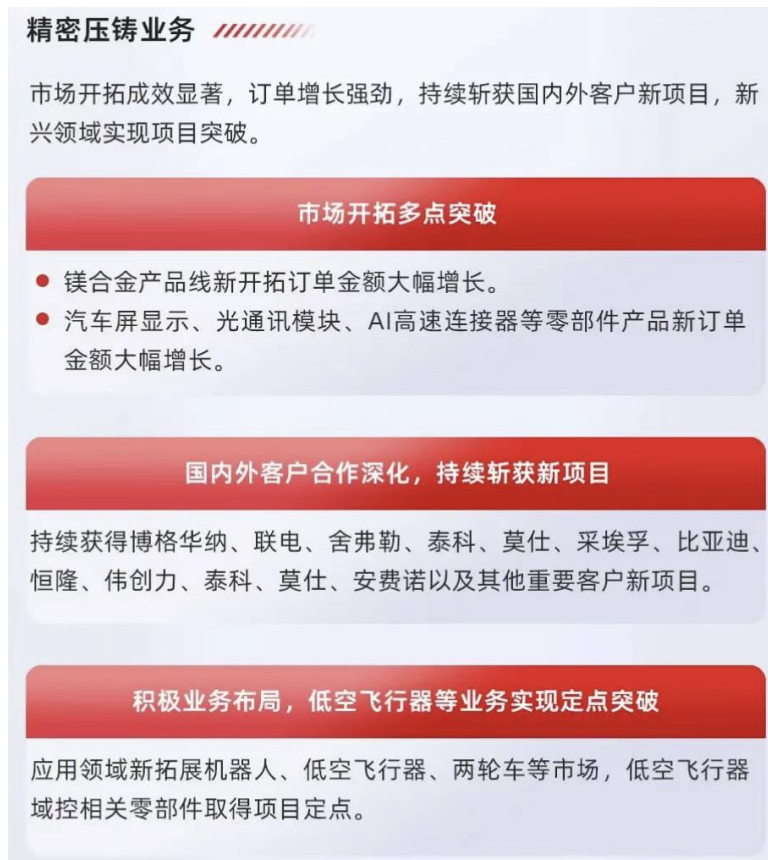 精密压铸业务
市场开拓成效显著，订单增长强劲，持续斩获国内外客户新项目，新
兴领域实现项目突破。
市场开拓多点突破
镁合金产品线新开拓订单金额大幅增长。
汽车屏显示、光通讯模块、AI高速连接器等零部件产品新订单
金额大幅增长。
国内外客户合作深化，持续斩获新项目
持续获得博格华纳、联电、舍弗勒、泰科、莫仕、采埃孚、比亚迪、
恒隆、伟创力、泰科、莫仕、安费诺以及其他重要客户新项目。
积极业务布局，低空飞行器等业务实现定点突破
应用领域新拓展机器人、低空飞行器、两轮车等市场，低空飞行器
域控相关零部件取得项目定点。